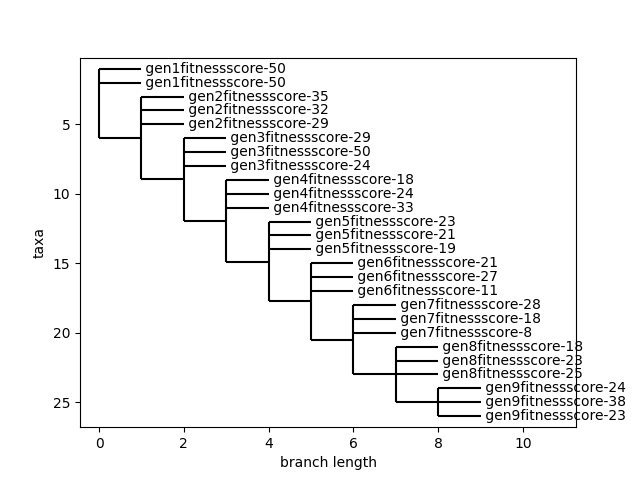 gen1fitnessscore-50
gen1fitnessscore-50
gen2fitnessscore-35
gen2fitnessscore-32
gen2fitnessscore-29
gen3fitnessscore-29
gen3fitnessscore-50
gen3fitnessscore-24
gen4fitnessscore-18
gen4fitnessscore-24
gen4fitnessscore-33
gen5fitnessscore-23
gen5fitnessscore-21
gen5fitnessscore-19
gen6fitnessscore-21
gen6fitnessscore-27
gen6fitnessscore-11
gen7fitnessscore-28
gen7fitnessscore-18
gen7fitnessscore-8
gen8fitnessscore-18
gen8fitnessscore-23
gen8fitnessscore-25
gen9fitnessscore-24
gen9fitnessscore-38
gen9fitnessscore-23
5
10
15
20
25
taxa
0 2 4 6 8 10
branch length